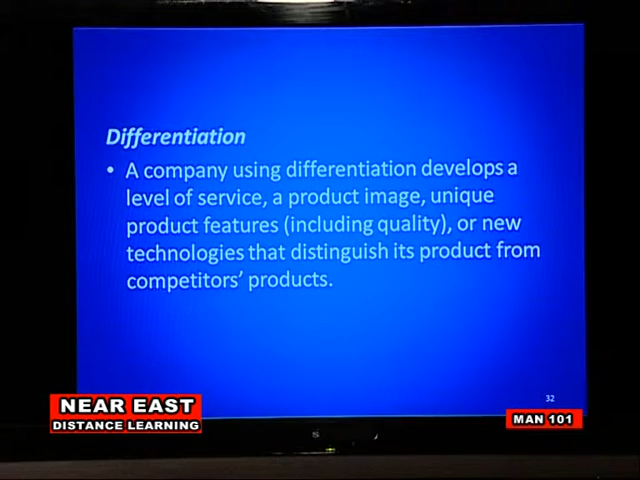 Differentiation
• A company using differentiation develops a
level of service, a product image, unique
product features (including quality), or new
technologies that distinguish its product from
competitors' products.
32
NEAR EAST
DISTANCE LEARNING
MAN 101